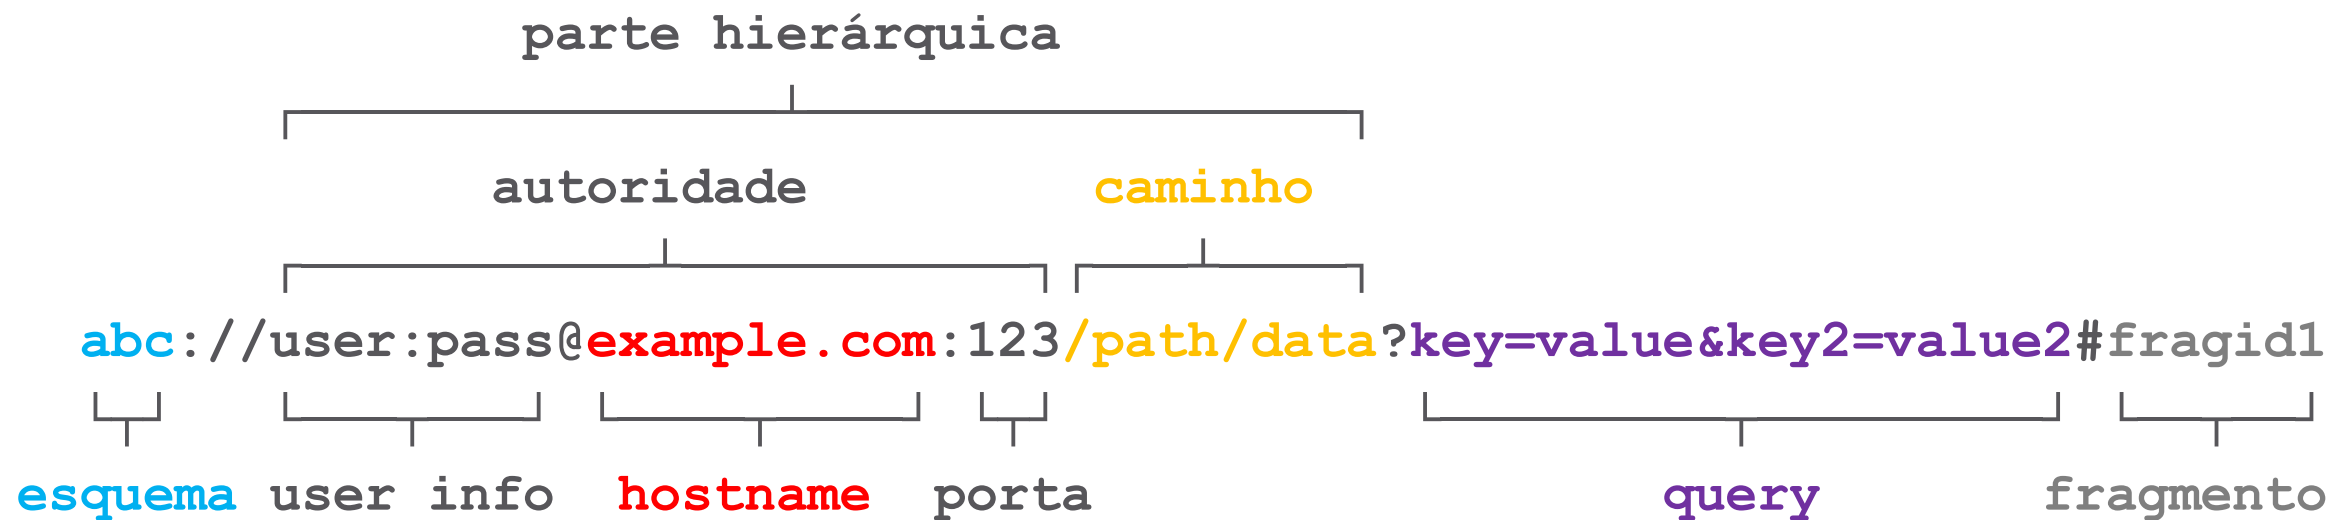 parte hierárquica
autoridade caminho
abc://user:pass@example.com:123/path/data?key=value&key2=value2#fragid1
esquema user info hostname porta query fragmento